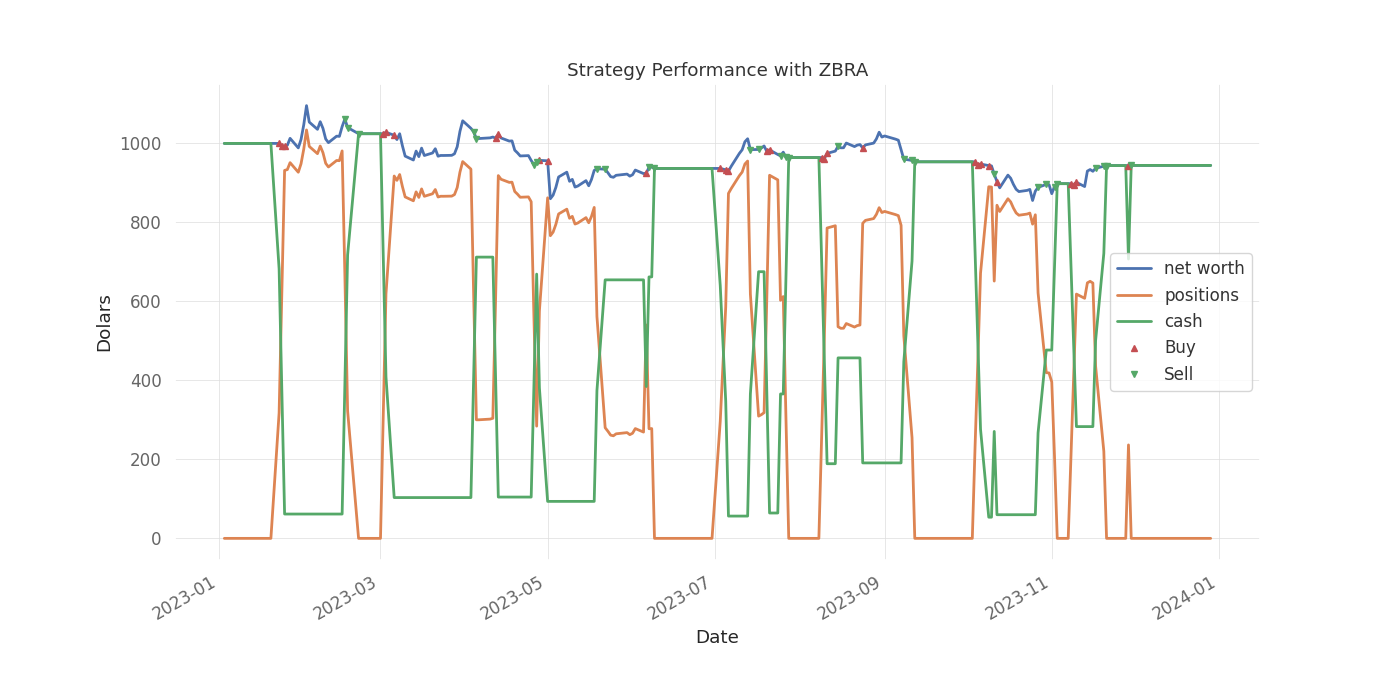 Strategy Performance with ZBRA
Dolars
1000
800
600
400
200
0
net worth
positions
cash
Buy
Sell
2023-01
2023-03
2023-05
2023-07
2023-09
2023-11
2024-01
Date